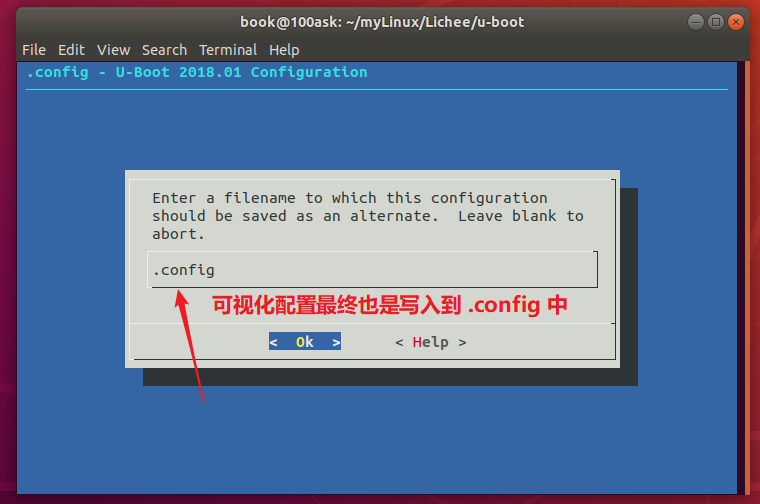 book@100ask: ~/myLinux/Lichee/u-boot
File Edit View Search Terminal Help
.config - U-Boot 2018.01 Configuration
Enter a filename to which this configuration
should be saved as an alternate.  Leave blank to
abort.
.config
可视化配置最终也是写入到 .config 中
<  Ok  > < Help >